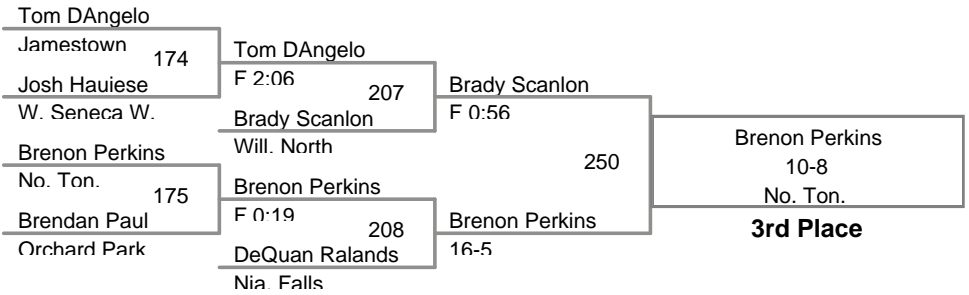 Tom DAngelo
Jamestown
174
Josh Hauiese
W. Seneca W.
Brenon Perkins
No. Ton.
175
Brendan Paul
Orchard Park
Tom DAngelo
F 2:06
207
Brady Scanlon
Will. North
Brenon Perkins
F 0:19
208
DeQuan Ralands
Nia. Falls
Brady Scanlon
F 0:56
250
Brenon Perkins
16-5
Brenon Perkins
10-8
No. Ton.
3rd Place